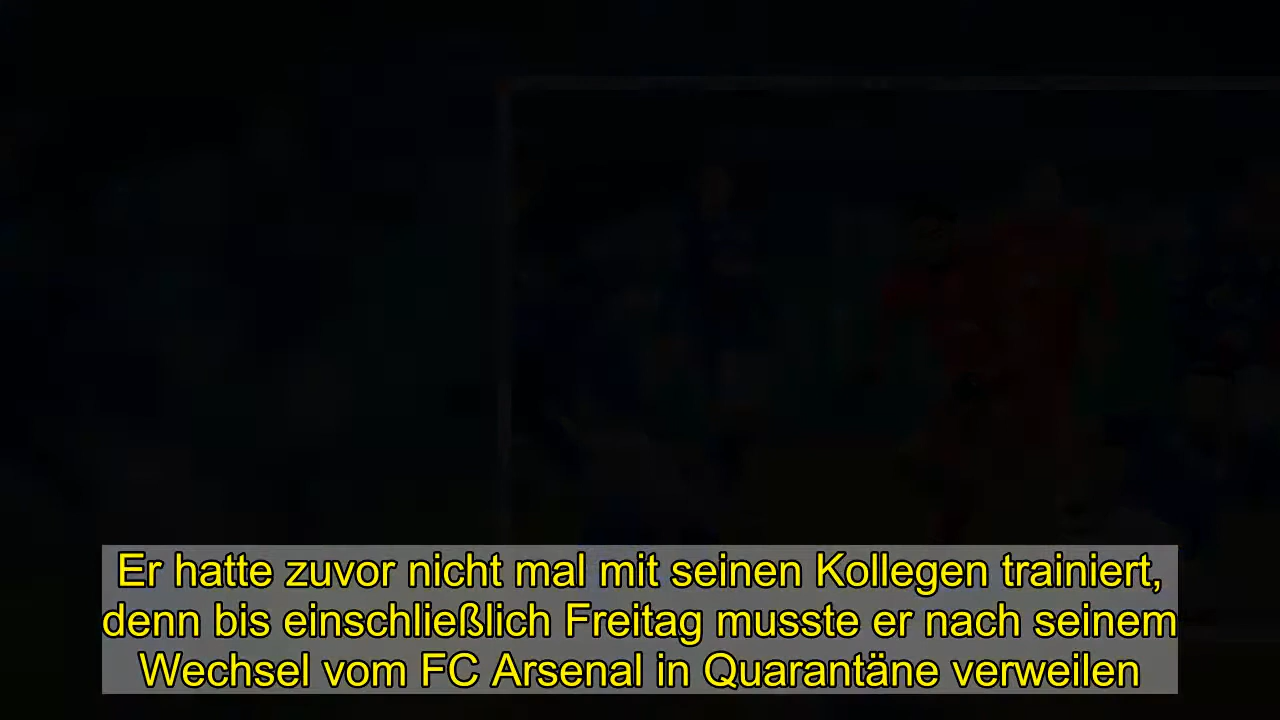 Er hatte zuvor nicht mal mit seinen Kollegen trainiert,
denn bis einschließlich Freitag musste er nach seinem
Wechsel vom FC Arsenal in Quarantäne verweilen